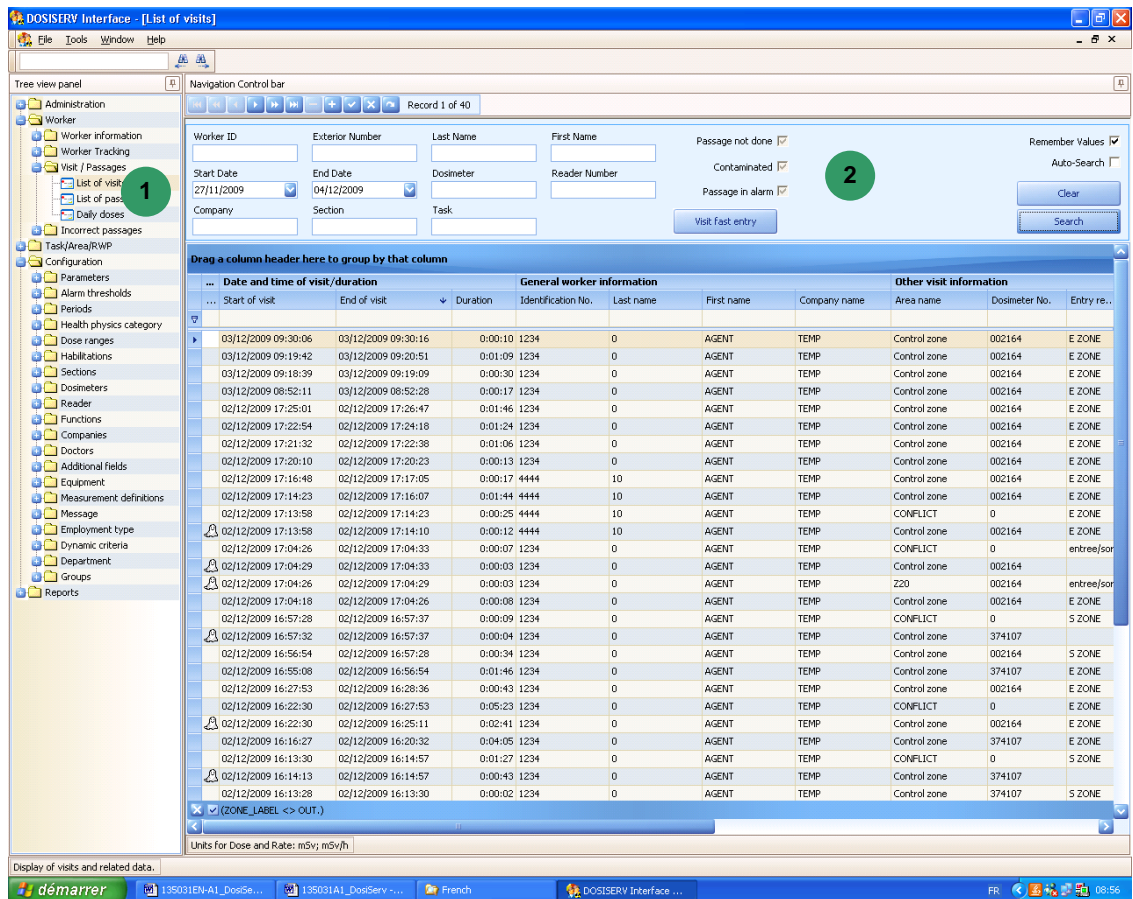 DOSISERV Interface - [List of visits]
File Tools Window Help
Tree view panel
Navigation Control bar
Administration
Worker
Worker information
Worker Tracking
Visit / Passages
List of visit
List of pas
Daily doses
Incorrect passages
Task/Area/RWP
Configuration
Parameters
Alarm thresholds
Periods
Health physics category
Dose ranges
Habilitations
Sections
Dosimeters
Reader
Functions
Companies
Doctors
Additional fields
Equipment
Measurement definitions
Message
Employment type
Dynamic criteria
Department
Groups
Reports
1
Record 1 of 40
Worker ID Exterior Number Last Name First Name
Passage not done
Remember Values
Contaminated
Auto-Search
Start Date End Date Dosimeter Reader Number
27/11/2009 04/12/2009
Passage in alarm
2
Clear
Company Section Task
Visit fast entry
Search
Drag a column header here to group by that column
... Date and time of visit/duration General worker information Other visit information
... Start of visit End of visit Duration Identification No. Last name First name Company name Area name Dosimeter No. Entry re..
03/12/2009 09:30:06 03/12/2009 09:30:16 0:00:10 1234 0 AGENT TEMP Control zone 002164 E ZONE
03/12/2009 09:19:42 03/12/2009 09:20:51 0:01:09 1234 0 AGENT TEMP Control zone 002164 E ZONE
03/12/2009 09:18:39 03/12/2009 09:19:09 0:00:30 1234 0 AGENT TEMP Control zone 002164 E ZONE
03/12/2009 08:52:11 03/12/2009 08:52:28 0:00:17 1234 0 AGENT TEMP Control zone 002164 E ZONE
02/12/2009 17:25:01 02/12/2009 17:26:47 0:01:46 1234 0 AGENT TEMP Control zone 002164 E ZONE
02/12/2009 17:22:54 02/12/2009 17:24:18 0:01:24 1234 0 AGENT TEMP Control zone 002164 E ZONE
02/12/2009 17:21:32 02/12/2009 17:22:38 0:01:06 1234 0 AGENT TEMP Control zone 002164 E ZONE
02/12/2009 17:20:10 02/12/2009 17:20:23 0:00:13 1234 0 AGENT TEMP Control zone 002164 E ZONE
02/12/2009 17:16:48 02/12/2009 17:17:05 0:00:17 4444 10 AGENT TEMP Control zone 002164 E ZONE
02/12/2009 17:14:23 02/12/2009 17:16:07 0:01:44 4444 10 AGENT TEMP Control zone 002164 E ZONE
02/12/2009 17:13:58 02/12/2009 17:14:23 0:00:25 4444 10 AGENT TEMP CONFLICT 0 E ZONE
02/12/2009 17:13:58 02/12/2009 17:14:10 0:00:12 4444 10 AGENT TEMP Control zone 002164 E ZONE
02/12/2009 17:04:26 02/12/2009 17:04:33 0:00:07 1234 0 AGENT TEMP CONFLICT 0 entree/sor
02/12/2009 17:04:29 02/12/2009 17:04:33 0:00:03 1234 0 AGENT TEMP Control zone 002164
02/12/2009 17:04:26 02/12/2009 17:04:29 0:00:03 1234 0 AGENT TEMP Z20 002164 entree/sor
02/12/2009 17:04:18 02/12/2009 17:04:26 0:00:08 1234 0 AGENT TEMP Control zone 002164 E ZONE
02/12/2009 16:57:28 02/12/2009 16:57:37 0:00:09 1234 0 AGENT TEMP CONFLICT 0 S ZONE
02/12/2009 16:57:32 02/12/2009 16:57:37 0:00:04 1234 0 AGENT TEMP Control zone 374107
02/12/2009 16:56:54 02/12/2009 16:57:28 0:00:34 1234 0 AGENT TEMP Control zone 002164 S ZONE
02/12/2009 16:55:08 02/12/2009 16:56:54 0:01:46 1234 0 AGENT TEMP Control zone 374107 E ZONE
02/12/2009 16:27:53 02/12/2009 16:28:36 0:00:43 1234 0 AGENT TEMP Control zone 002164 E ZONE
02/12/2009 16:22:30 02/12/2009 16:27:53 0:05:23 1234 0 AGENT TEMP CONFLICT 0 E ZONE
02/12/2009 16:22:30 02/12/2009 16:25:11 0:02:41 1234 0 AGENT TEMP Control zone 002164 E ZONE
02/12/2009 16:16:27 02/12/2009 16:20:32 0:04:05 1234 0 AGENT TEMP Control zone 374107 E ZONE
02/12/2009 16:13:30 02/12/2009 16:14:57 0:01:27 1234 0 AGENT TEMP CONFLICT 0 S ZONE
02/12/2009 16:14:13 02/12/2009 16:14:57 0:00:43 1234 0 AGENT TEMP Control zone 374107
02/12/2009 16:13:28 02/12/2009 16:13:30 0:00:02 1234 0 AGENT TEMP Control zone 374107 S ZONE
(ZONE_LABEL <> OUT.)
Units for Dose and Rate: mSv; mSv/h
Display of visits and related data.
démarrer 135031EN-A1_DosiSe... 135031A1_DosiServ -... French DOSISERV Interface ... FR 08:56